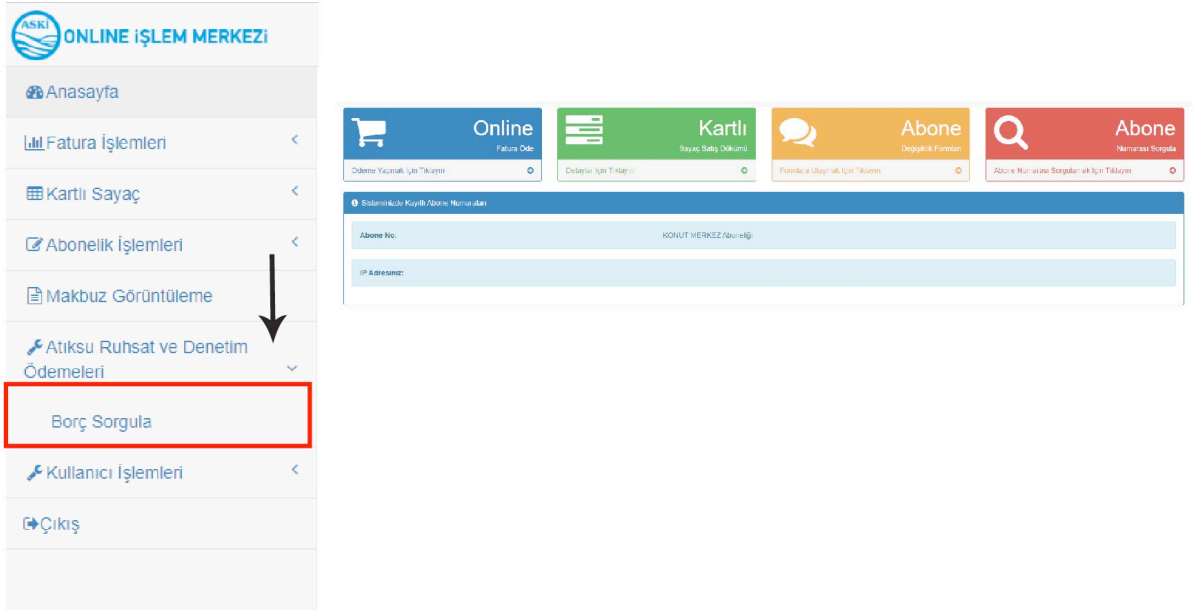 ASKİ
ONLINE İŞLEM MERKEZİ
Anasayfa
Fatura İşlemleri
Kartlı Sayaç
Abonelik İşlemleri
Makbuz Görüntüleme
Atıksu Ruhsat ve Denetim
Ödemeleri
Borç Sorgula
Kullanıcı İşlemleri
Çıkış
Online
Fatura Öde
Ödeme Yapmak İçin Tıklayın
Kartlı
Sayaç Satış Dökümü
Detaylar İçin Tıklayın
Abone
Değişiklik Formları
Formlara Ulaşmak İçin Tıklayın
Abone
Numarası Sorgula
Abone Numarası Sorgulamak İçin Tıklayın
Sisteminizde Kayıtlı Abone Numaraları
Abone No: KONUT MERKEZ Aboneliği
IP Adresiniz: